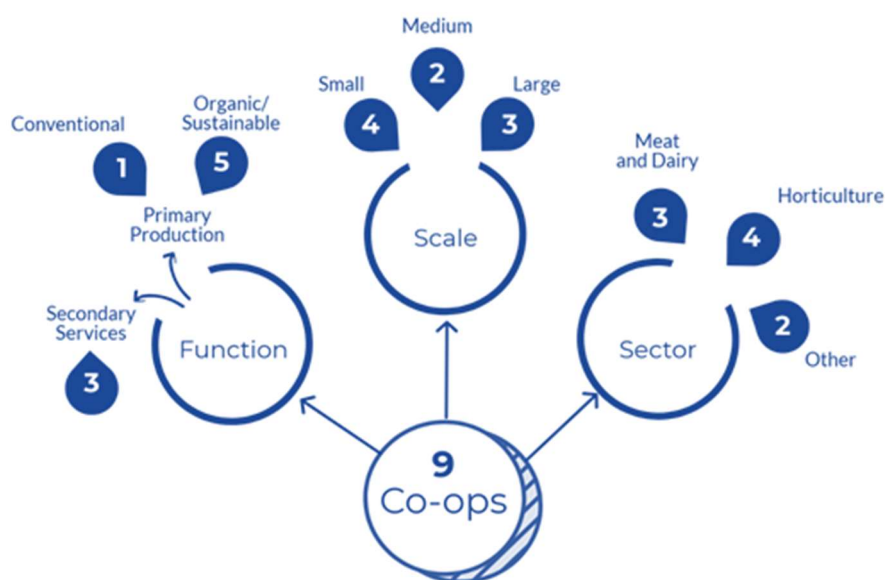 Medium
2
Small
4
Large
3
Scale
Conventional
1
Organic/
Sustainable
5
Primary
Production
Secondary
Services
3
Function
Meat
and Dairy
3
Horticulture
4
2
Other
Sector
9
Co-ops